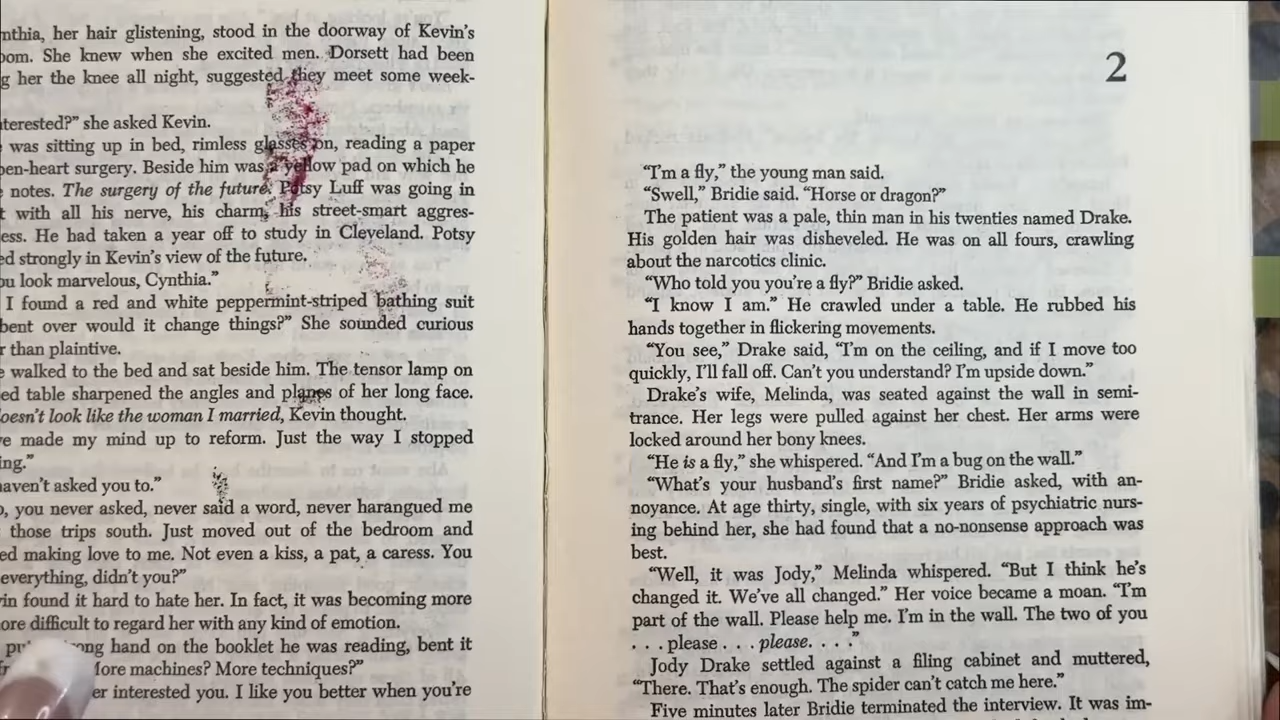 nthia, her hair glistening, stood in the doorway of Kevin's
oom. She knew when she excited men. Dorsett had been
g her the knee all night, suggested they meet some week-
terested?” she asked Kevin.
was sitting up in bed, rimless glasses on, reading a paper
pen-heart surgery. Beside him was a yellow pad on which he
notes. The surgery of the future. Potsy Luff was going in
t with all his nerve, his charm, his street-smart aggres-
ess. He had taken a year off to study in Cleveland. Potsy
ed strongly in Kevin's view of the future.
ou look marvelous, Cynthia.”
I found a red and white peppermint-striped bathing suit
bent over would it change things?” She sounded curious
r than plaintive.
e walked to the bed and sat beside him. The tensor lamp on
ed table sharpened the angles and planes of her long face.
oesn't look like the woman I married, Kevin thought.
ve made my mind up to reform. Just the way I stopped
ing.”
haven't asked you to.”
o, you never asked, never said a word, never harangued me
those trips south. Just moved out of the bedroom and
ed making love to me. Not even a kiss, a pat, a caress. You
everything, didn't you?”
vin found it hard to hate her. In fact, it was becoming more
ore difficult to regard her with any kind of emotion.
ong hand on the booklet he was reading, bent it
More machines? More techniques?”
er interested you. I like you better when you're
2
“I'm a fly,” the young man said.
“Swell,” Bridie said. “Horse or dragon?”
The patient was a pale, thin man in his twenties named Drake.
His golden hair was disheveled. He was on all fours, crawling
about the narcotics clinic.
“Who told you you're a fly?” Bridie asked.
“I know I am.” He crawled under a table. He rubbed his
hands together in flickering movements.
“You see,” Drake said, “I'm on the ceiling, and if I move too
quickly, I'll fall off. Can't you understand? I'm upside down.”
Drake's wife, Melinda, was seated against the wall in semi-
trance. Her legs were pulled against her chest. Her arms were
locked around her bony knees.
“He is a fly,” she whispered. “And I'm a bug on the wall.”
“What's your husband's first name?” Bridie asked, with an-
noyance. At age thirty, single, with six years of psychiatric nurs-
ing behind her, she had found that a no-nonsense approach was
best.
“Well, it was Jody,” Melinda whispered. “But I think he's
changed it. We've all changed.” Her voice became a moan. “I'm
part of the wall. Please help me. I'm in the wall. The two of you
. . . please . . . please. . . .”
Jody Drake settled against a filing cabinet and muttered,
“There. That's enough. The spider can't catch me here.”
Five minutes later Bridie terminated the interview. It was im-